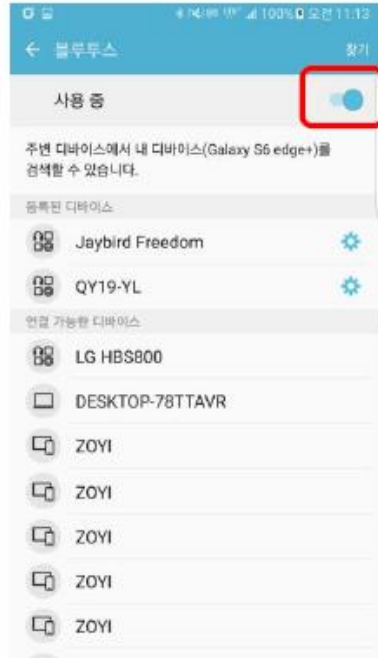 100% 오전 11:13
블루투스 찾기
사용 중
주변 디바이스에서 내 디바이스(Galaxy S6 edge+)를
검색할 수 있습니다.
등록된 디바이스
Jaybird Freedom
QY19-YL
연결 가능한 디바이스
LG HBS800
DESKTOP-78TTAVR
ZOYI
ZOYI
ZOYI
ZOYI
ZOYI